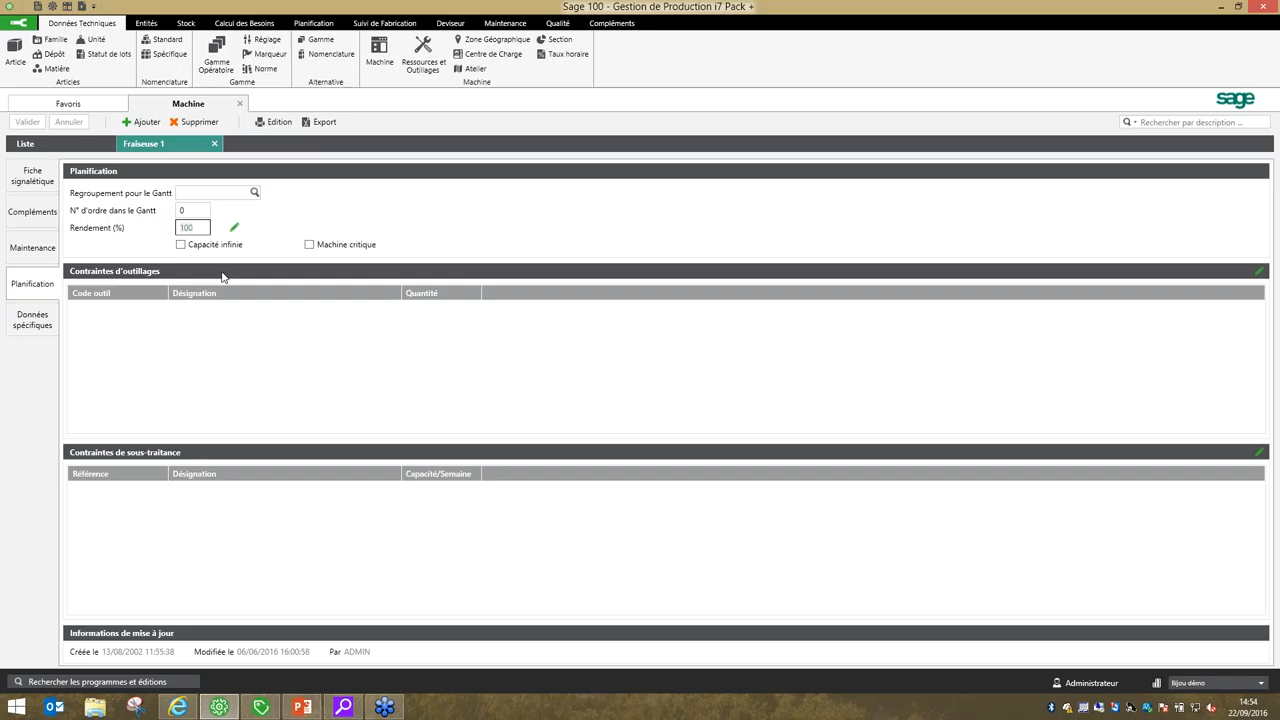 Sage 100 - Gestion de Production i7 Pack +
Données Techniques Entités Stock Calcul des Besoins Planification Suivi de Fabrication Deviseur Maintenance Qualité Compléments
Article
Famille Unité
Dépôt Statut de lots
Matière
Articles
Standard
Spécifique
Nomenclature
Gamme Opératoire
Réglage
Marqueur
Norme
Gamme
Gamme
Nomenclature
Alternative
Machine
Ressources et Outillages
Zone Géographique Section
Centre de Charge Taux horaire
Atelier
Machine
Favoris Machine
sage
Valider Annuler Ajouter Supprimer Edition Export Rechercher par description ...
Liste Fraiseuse 1
Fiche signalétique
Compléments
Maintenance
Planification
Données spécifiques
Planification
Regroupement pour le Gantt
N° d'ordre dans le Gantt 0
Rendement (%) 100
Capacité infinie Machine critique
Contraintes d'outillages
Code outil Désignation Quantité
Contraintes de sous-traitance
Référence Désignation Capacité/Semaine
Informations de mise à jour
Créée le 13/08/2002 11:55:38 Modifiée le 06/06/2016 16:00:58 Par ADMIN
Rechercher les programmes et éditions Administrateur Bijou démo
14:54
22/09/2016